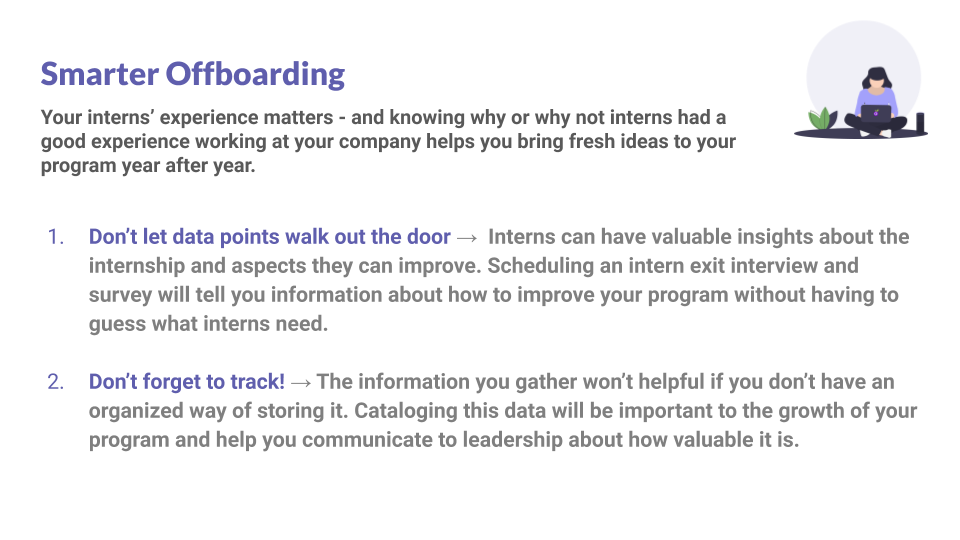 Smarter Offboarding
Your interns’ experience matters - and knowing why or why not interns had a
good experience working at your company helps you bring fresh ideas to your
program year after year.
1. Don’t let data points walk out the door → Interns can have valuable insights about the
internship and aspects they can improve. Scheduling an intern exit interview and
survey will tell you information about how to improve your program without having to
guess what interns need.
2. Don’t forget to track! → The information you gather won’t helpful if you don’t have an
organized way of storing it. Cataloging this data will be important to the growth of your
program and help you communicate to leadership about how valuable it is.